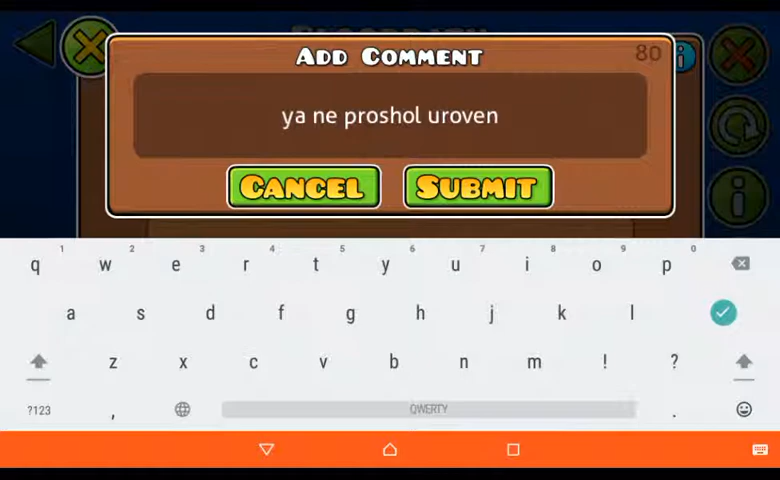 Add Comment
80
i
ya ne proshol uroven
Cancel
Submit
i
1 2 3 4 5 6 7 8 9 0
q w e r t y u i o p
a s d f g h j k l
z x c v b n m ! ?
?123 , QWERTY .